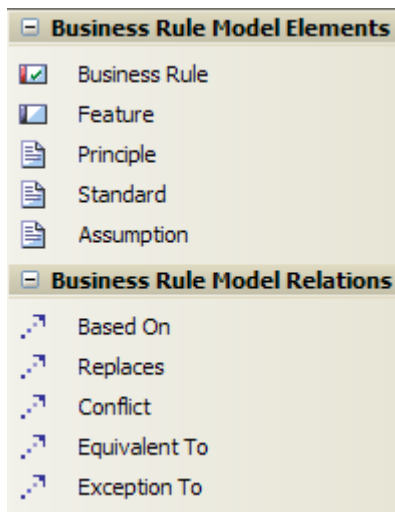 Business Rule Model Elements
Business Rule
Feature
Principle
Standard
Assumption
Business Rule Model Relations
Based On
Replaces
Conflict
Equivalent To
Exception To